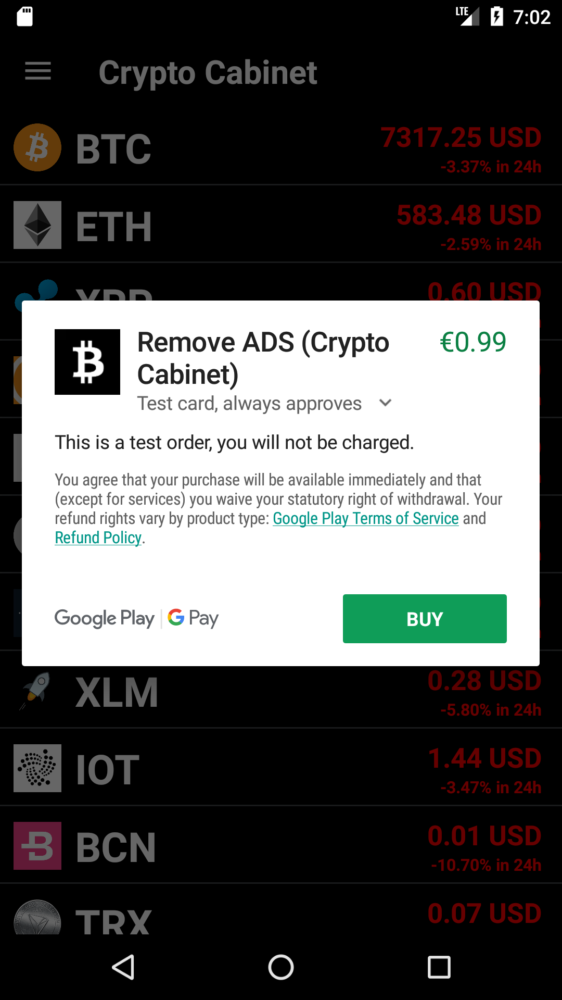 LTE 7:02
Crypto Cabinet
BTC 7317.25 USD
-3.37% in 24h
ETH 583.48 USD
-2.59% in 24h
XRP 0.60 USD
Remove ADS (Crypto €0.99
Cabinet)
Test card, always approves
This is a test order, you will not be charged.
You agree that your purchase will be available immediately and that
(except for services) you waive your statutory right of withdrawal. Your
refund rights vary by product type: Google Play Terms of Service and
Refund Policy.
Google Play | G Pay BUY
XLM 0.28 USD
-5.80% in 24h
IOT 1.44 USD
-3.47% in 24h
BCN 0.01 USD
-10.70% in 24h
TRX 0.07 USD